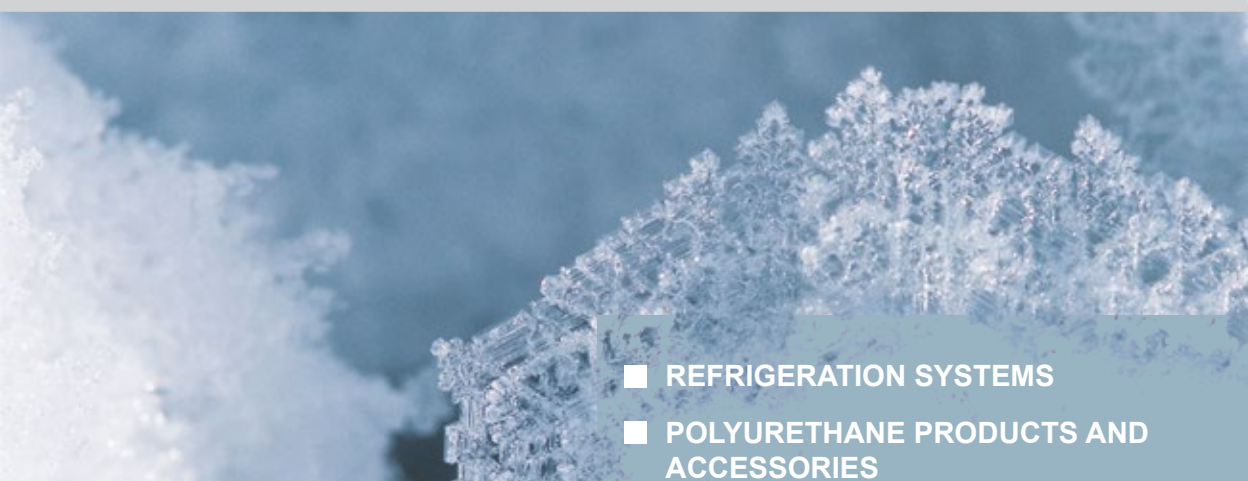 REFRIGERATION SYSTEMS
POLYURETHANE PRODUCTS AND
ACCESSORIES